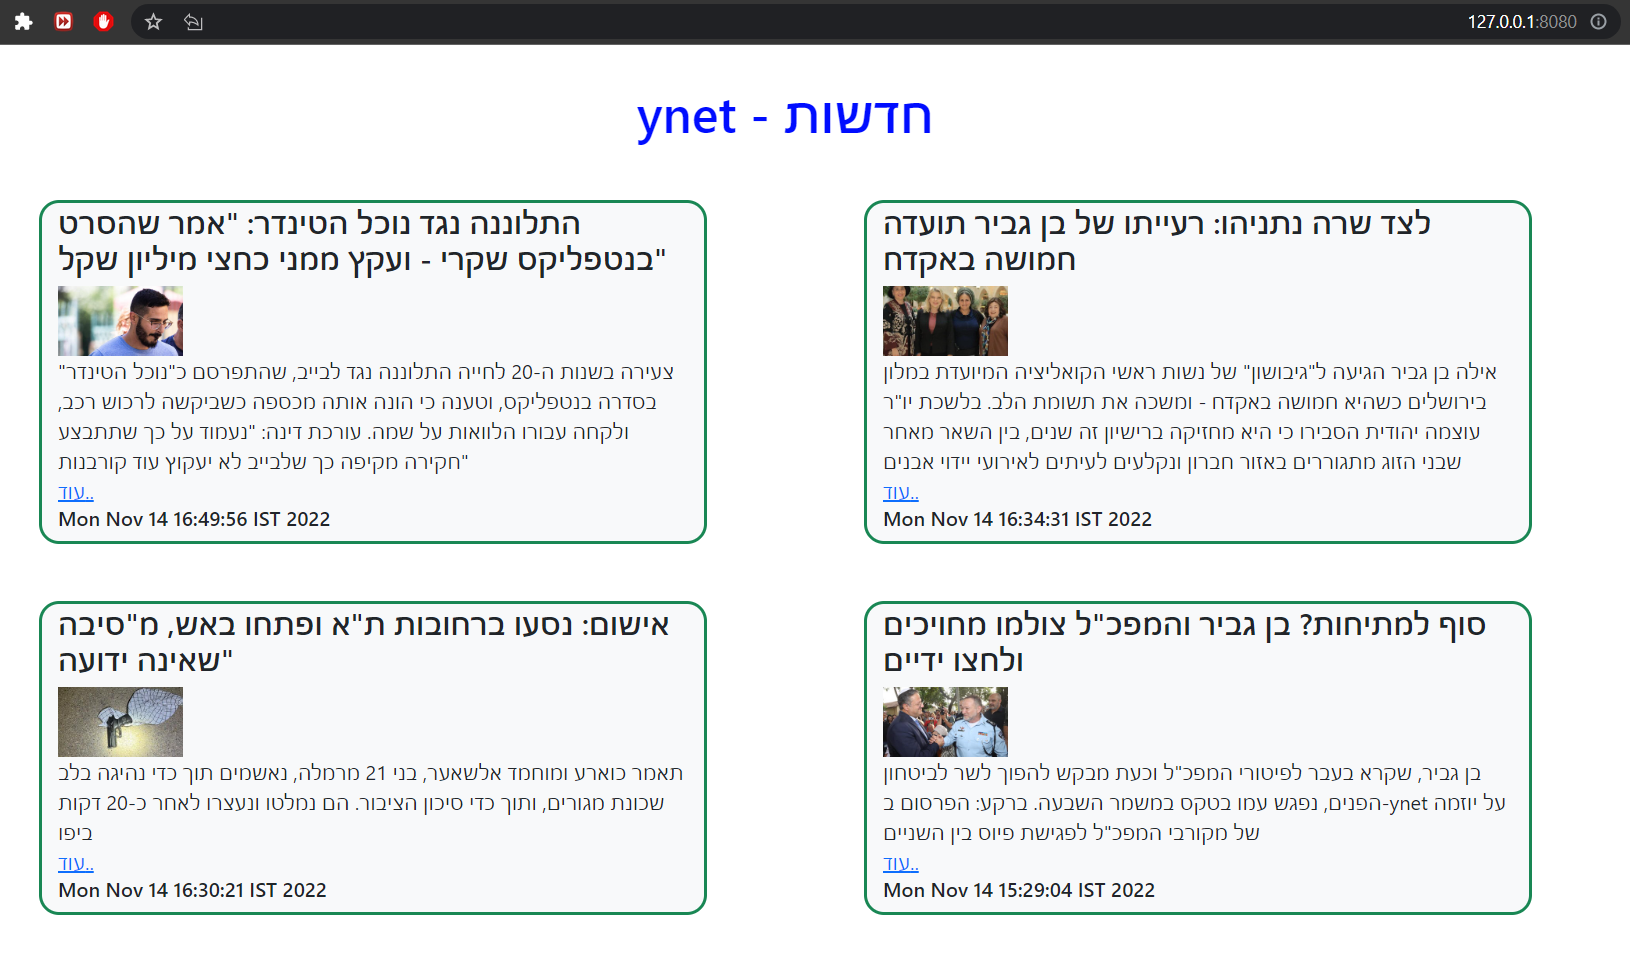 127.0.0.1:8080
ynet - חדשות
התלוננה נגד נוכל הטינדר: "אמר שהסרט
בנטפליקס שקרי - ועקץ ממני כחצי מיליון שקל"
צעירה בשנות ה-20 לחייה התלוננה נגד לבייב, שהתפרסם כ"נוכל הטינדר"
בסדרה בנטפליקס, וטענה כי הונה אותה מכספה כשביקשה לרכוש רכב,
ולקחה עבורו הלוואות על שמה. עורכת דינה: "נעמוד על כך שתתבצע
חקירה מקיפה כך שלבייב לא יעקוץ עוד קורבנות"
עוד..
Mon Nov 14 16:49:56 IST 2022
לצד שרה נתניהו: רעייתו של בן גביר תועדה
חמושה באקדח
אילה בן גביר הגיעה ל"גיבושון" של נשות ראשי הקואליציה המיועדת במלון
בירושלים כשהיא חמושה באקדח - ומשכה את תשומת הלב. בלשכת יו"ר
עוצמה יהודית הסבירו כי היא מחזיקה ברישיון זה שנים, בין השאר מאחר
שבני הזוג מתגוררים באזור חברון ונקלעים לעיתים לאירועי יידוי אבנים
עוד..
Mon Nov 14 16:34:31 IST 2022
אישום: נסעו ברחובות ת"א ופתחו באש, מ"סיבה
שאינה ידועה"
תאמר כוארע ומוחמד אלשאער, בני 21 מרמלה, נאשמים תוך כדי נהיגה בלב
שכונת מגורים, ותוך כדי סיכון הציבור. הם נמלטו ונעצרו לאחר כ-20 דקות
ביפו
עוד..
Mon Nov 14 16:30:21 IST 2022
סוף למתיחות? בן גביר והמפכ"ל צולמו מחויכים
ולחצו ידיים
בן גביר, שקרא בעבר לפיטורי המפכ"ל וכעת מבקש להפוך לשר לביטחון
הפנים, נפגש עמו בטקס במשמר השבעה. ברקע: הפרסום ב-ynet על יוזמה
של מקורבי המפכ"ל לפגישת פיוס בין השניים
עוד..
Mon Nov 14 15:29:04 IST 2022